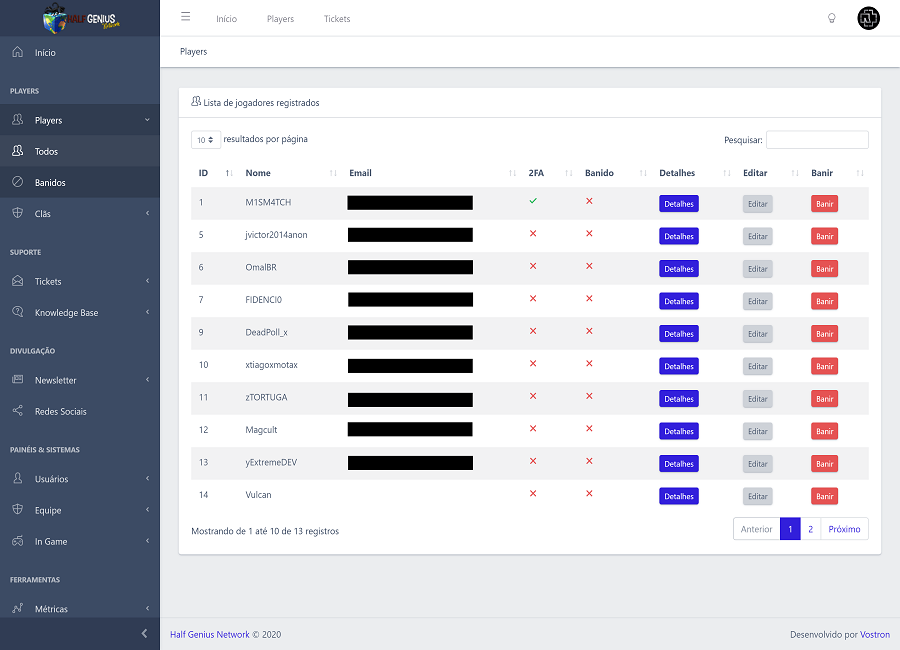 HALF GENIUS
Network
Início
Players
Tickets
Início
PLAYERS
Players
Todos
Banidos
Clãs
SUPORTE
Tickets
Knowledge Base
DIVULGAÇÃO
Newsletter
Redes Sociais
PAINÉIS & SISTEMAS
Usuários
Equipe
In Game
FERRAMENTAS
Métricas
Players
Lista de jogadores registrados
10 resultados por página
Pesquisar:
ID Nome Email 2FA Banido Detalhes Editar Banir
1 M1SM4TCH Detalhes Editar Banir
5 jvictor2014anon Detalhes Editar Banir
6 OmalBR Detalhes Editar Banir
7 FIDENCI0 Detalhes Editar Banir
9 DeadPoll_x Detalhes Editar Banir
10 xtiagoxmotax Detalhes Editar Banir
11 zTORTUGA Detalhes Editar Banir
12 Magcult Detalhes Editar Banir
13 yExtremeDEV Detalhes Editar Banir
14 Vulcan Detalhes Editar Banir
Mostrando de 1 até 10 de 13 registros
Anterior 1 2 Próximo
Half Genius Network © 2020
Desenvolvido por Vostron